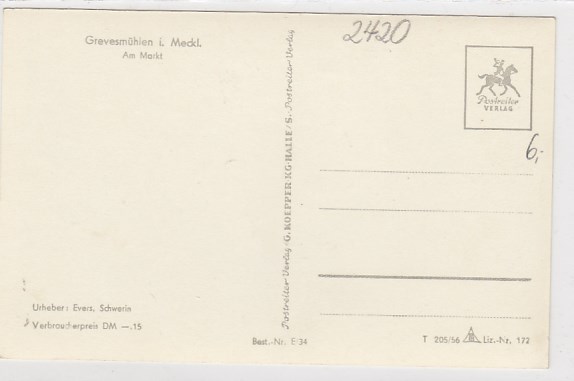 Grevesmühlen i. Meckl.
Am Markt
2420
Postreiter
VERLAG
6,-
Postreiter-Verlag · G. KOEPPER KG · HALLE/S. · Postreiter-Verlag
Urheber: Evers, Schwerin
Verbraucherpreis DM —.15
Best.-Nr. E 34
T 205/56
Liz.-Nr. 172